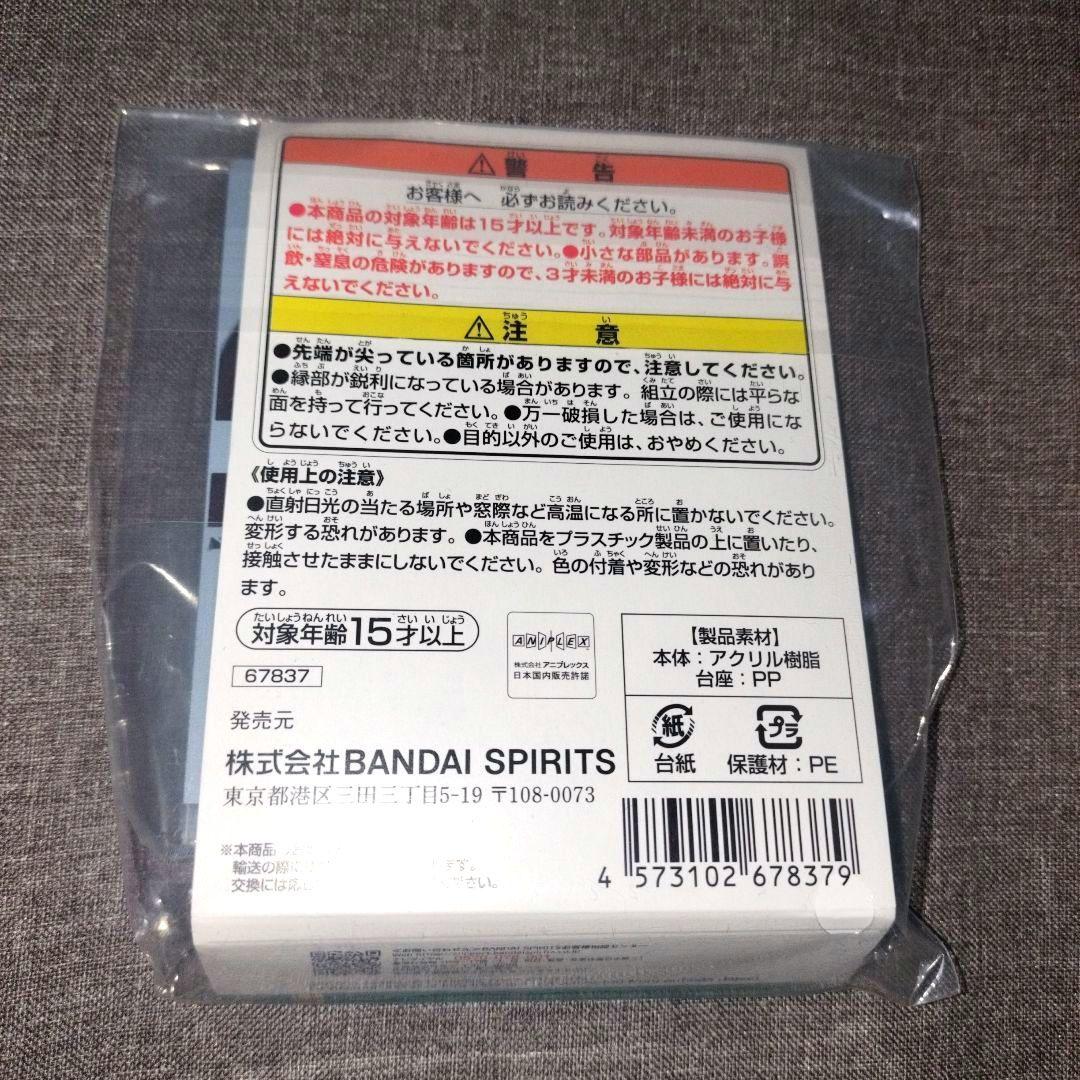 ⚠警告
お客様へ 必ずお読みください。
●本商品の対象年齢は15才以上です。対象年齢未満のお子様
には絶対に与えないでください。●小さな部品があります。誤
飲・窒息の危険がありますので、3才未満のお子様には絶対に与
えないでください。
⚠注意
●先端が尖っている箇所がありますので、注意してください。
●縁部が鋭利になっている場合があります。組立の際には平らな
面を持って行ってください。●万一破損した場合は、ご使用にな
らないでください。●目的以外のご使用は、おやめください。
《使用上の注意》
●直射日光の当たる場所や窓際など高温になる所に置かないでください。
変形する恐れがあります。●本商品をプラスチック製品の上に置いたり、
接触させたままにしないでください。色の付着や変形などの恐れがあり
ます。
対象年齢15才以上
67837
ANIPLEX
株式会社アニプレックス
日本国内販売許諾
【製品素材】
本体:アクリル樹脂
台座:PP
紙
台紙
プラ
保護材:PE
発売元
株式会社BANDAI SPIRITS
東京都港区三田三丁目5-19 〒108-0073
※本商品
輸送の際に
交換には
ください。
4 573102 678379